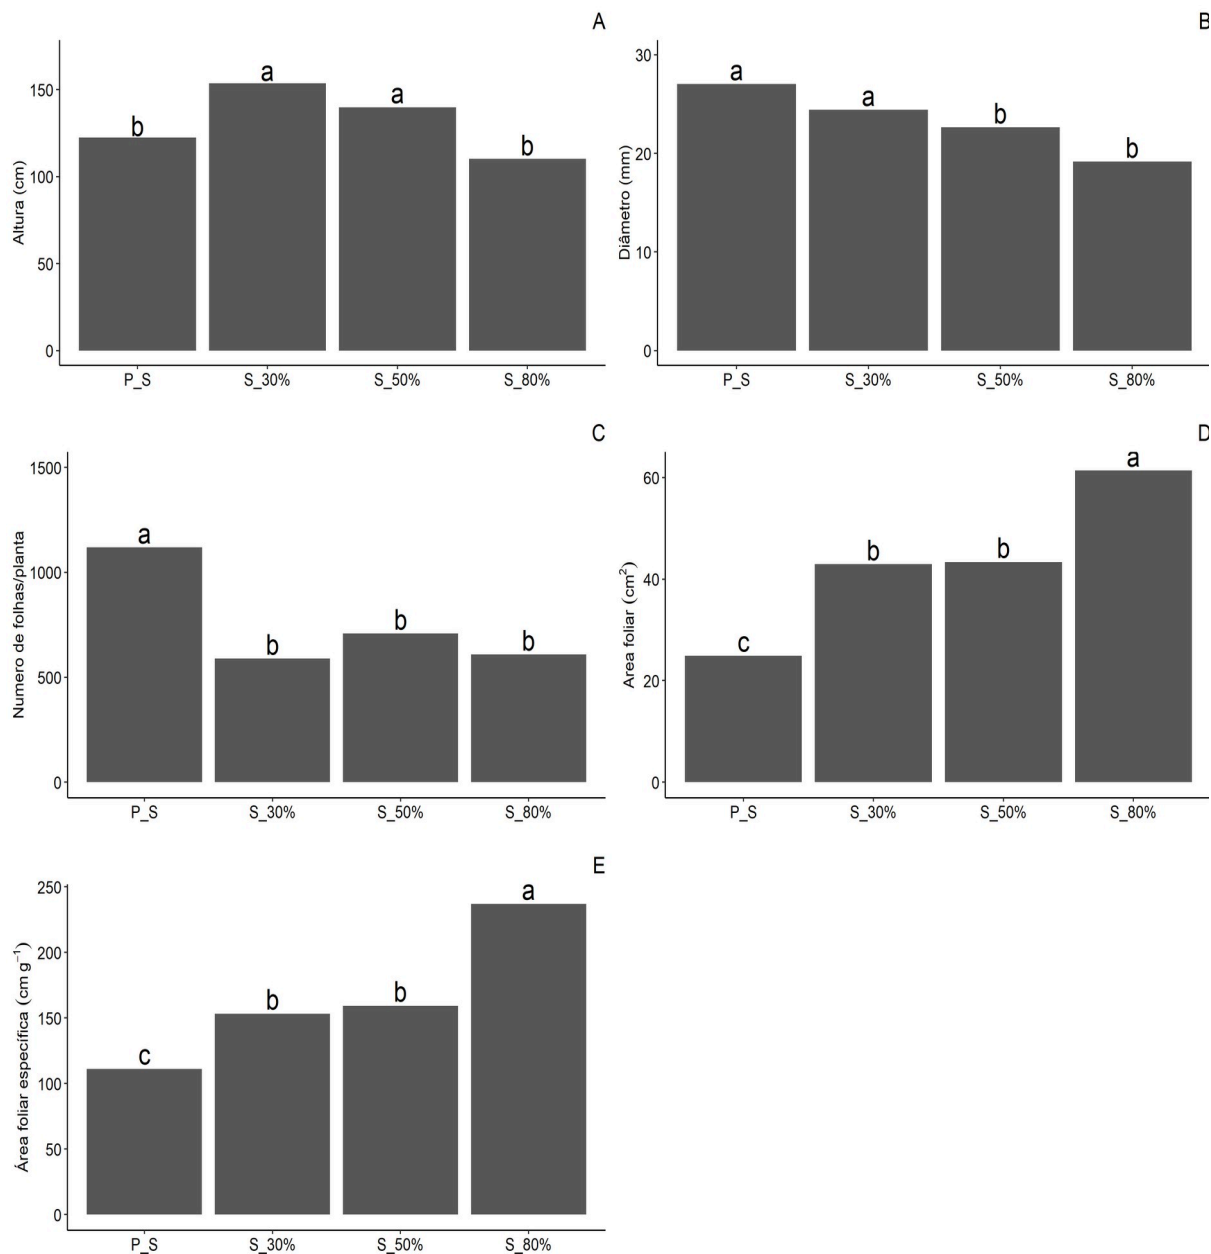 A
Altura (cm)
150
100
50
0
b
a
a
b
P_S
S_30%
S_50%
S_80%
B
Diâmetro (mm)
30
20
10
0
a
a
b
b
P_S
S_30%
S_50%
S_80%
C
Numero de folhas/planta
1500
1000
500
0
a
b
b
b
P_S
S_30%
S_50%
S_80%
D
Area foliar (cm²)
60
40
20
0
c
b
b
a
P_S
S_30%
S_50%
S_80%
E
Área foliar específica (cm g⁻¹)
250
200
150
100
50
0
c
b
b
a
P_S
S_30%
S_50%
S_80%